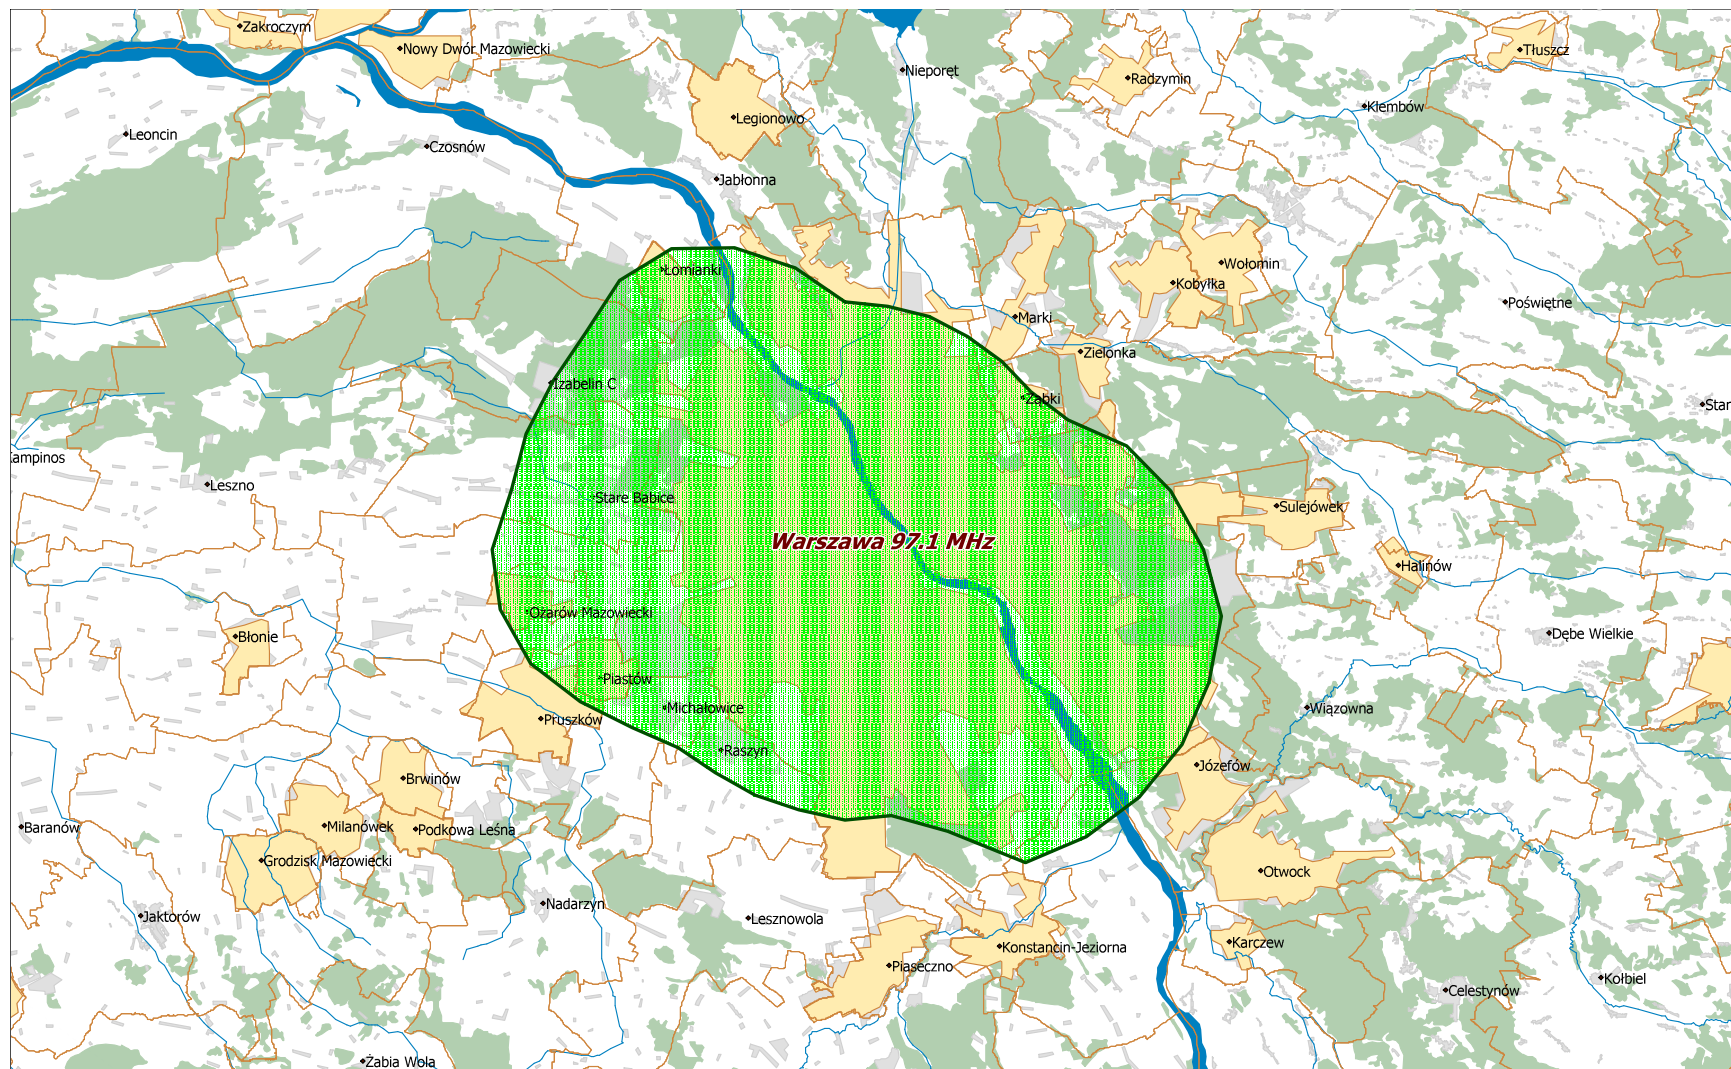 Zakroczym
Nowy Dwór Mazowiecki
Tłuszcz
Nieporęt
Radzymin
Klembów
Legionowo
Leoncin
Czosnów
Jabłonna
Łomianki
Wołomin
Kobyłka
Poświętne
Marki
Zielonka
Izabelin C
Ząbki
Star
Kampinos
Leszno
Stare Babice
Sulejówek
Warszawa 97.1 MHz
Halinów
Ożarów Mazowiecki
Błonie
Dębe Wielkie
Piastów
Michałowice
Wiązowna
Pruszków
Raszyn
Józefów
Brwinów
Baranów
Milanówek
Podkowa Leśna
Grodzisk Mazowiecki
Otwock
Nadarzyn
Jaktorów
Lesznowola
Karczew
Konstancin-Jeziorna
Piaseczno
Kołbiel
Celestynów
Żabia Wola